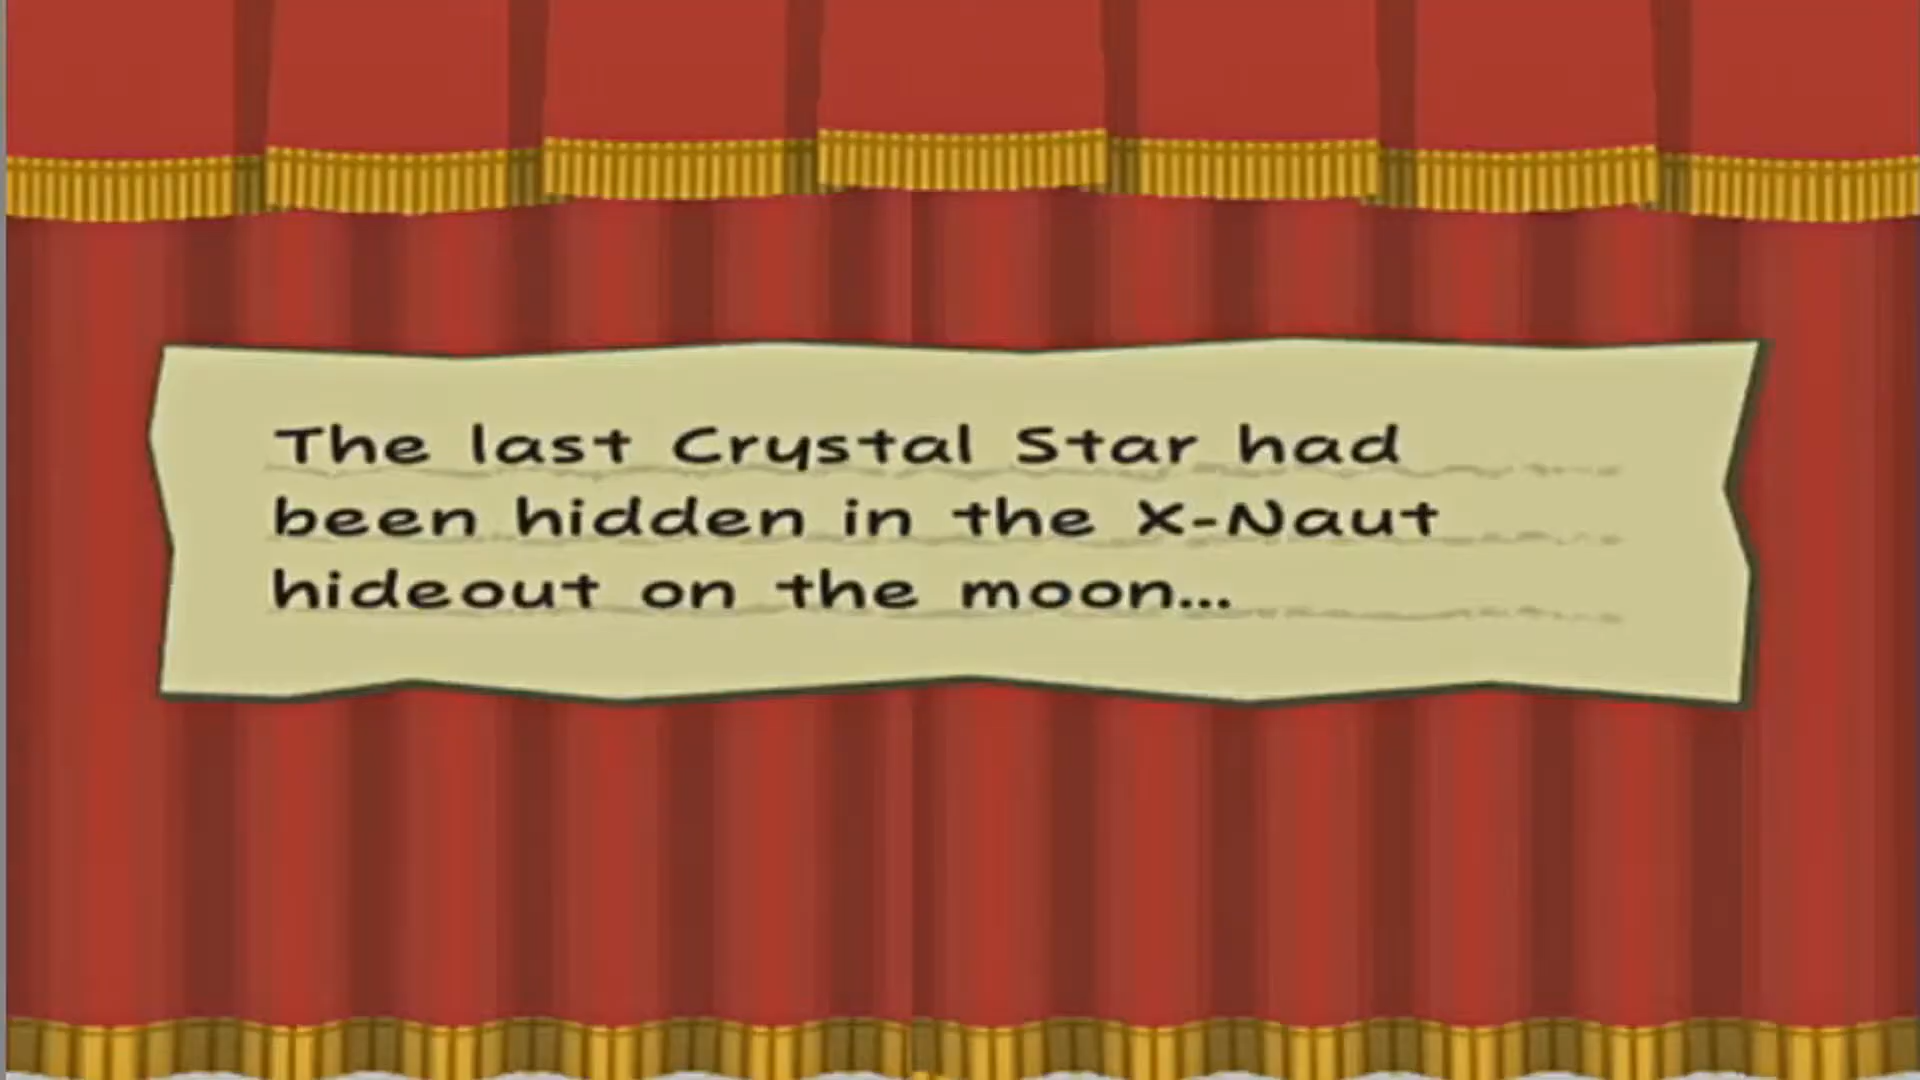 The last Crystal Star had
been hidden in the X-Naut
hideout on the moon...